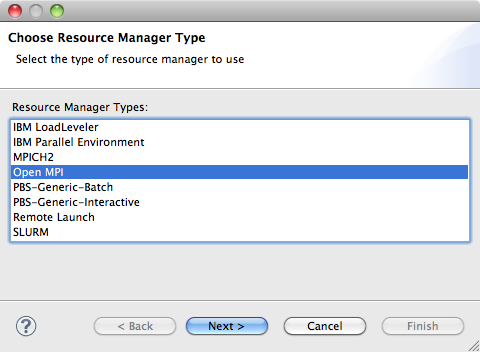 Choose Resource Manager Type
Select the type of resource manager to use
Resource Manager Types:
IBM LoadLeveler
IBM Parallel Environment
MPICH2
Open MPI
PBS-Generic-Batch
PBS-Generic-Interactive
Remote Launch
SLURM
? < Back Next > Cancel Finish